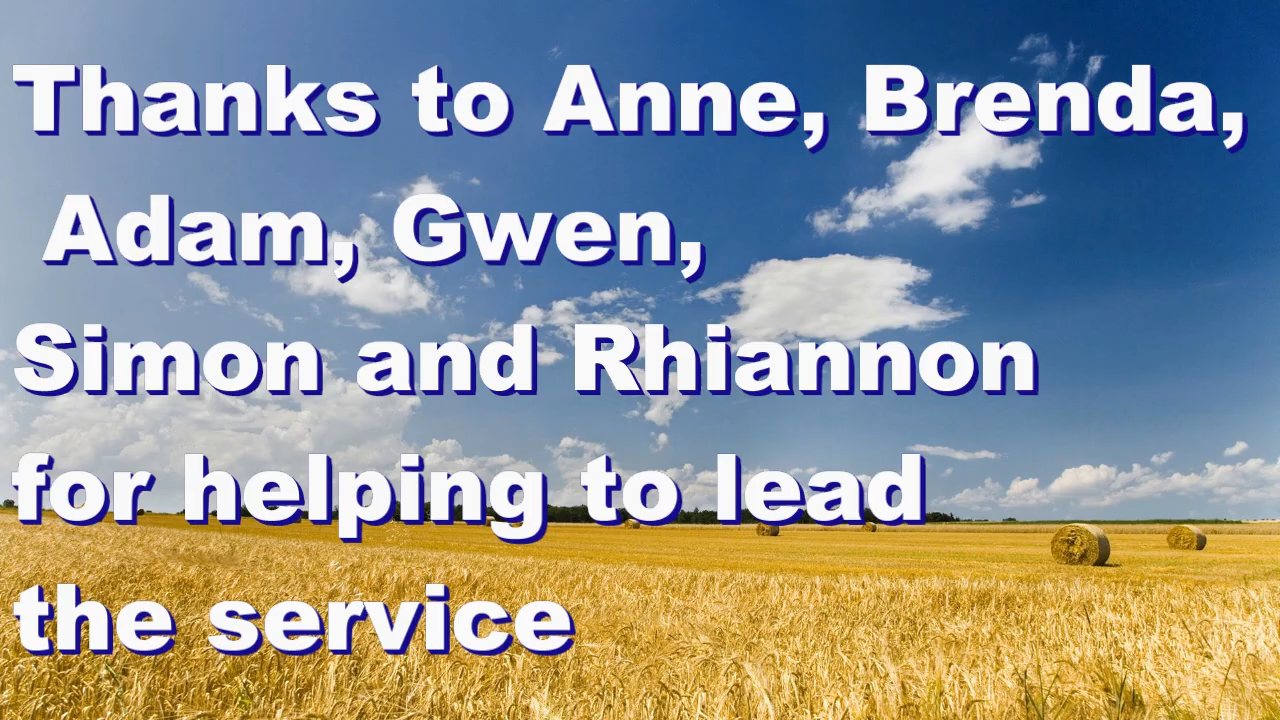 Thanks to Anne, Brenda,
Adam, Gwen,
Simon and Rhiannon
for helping to lead
the service